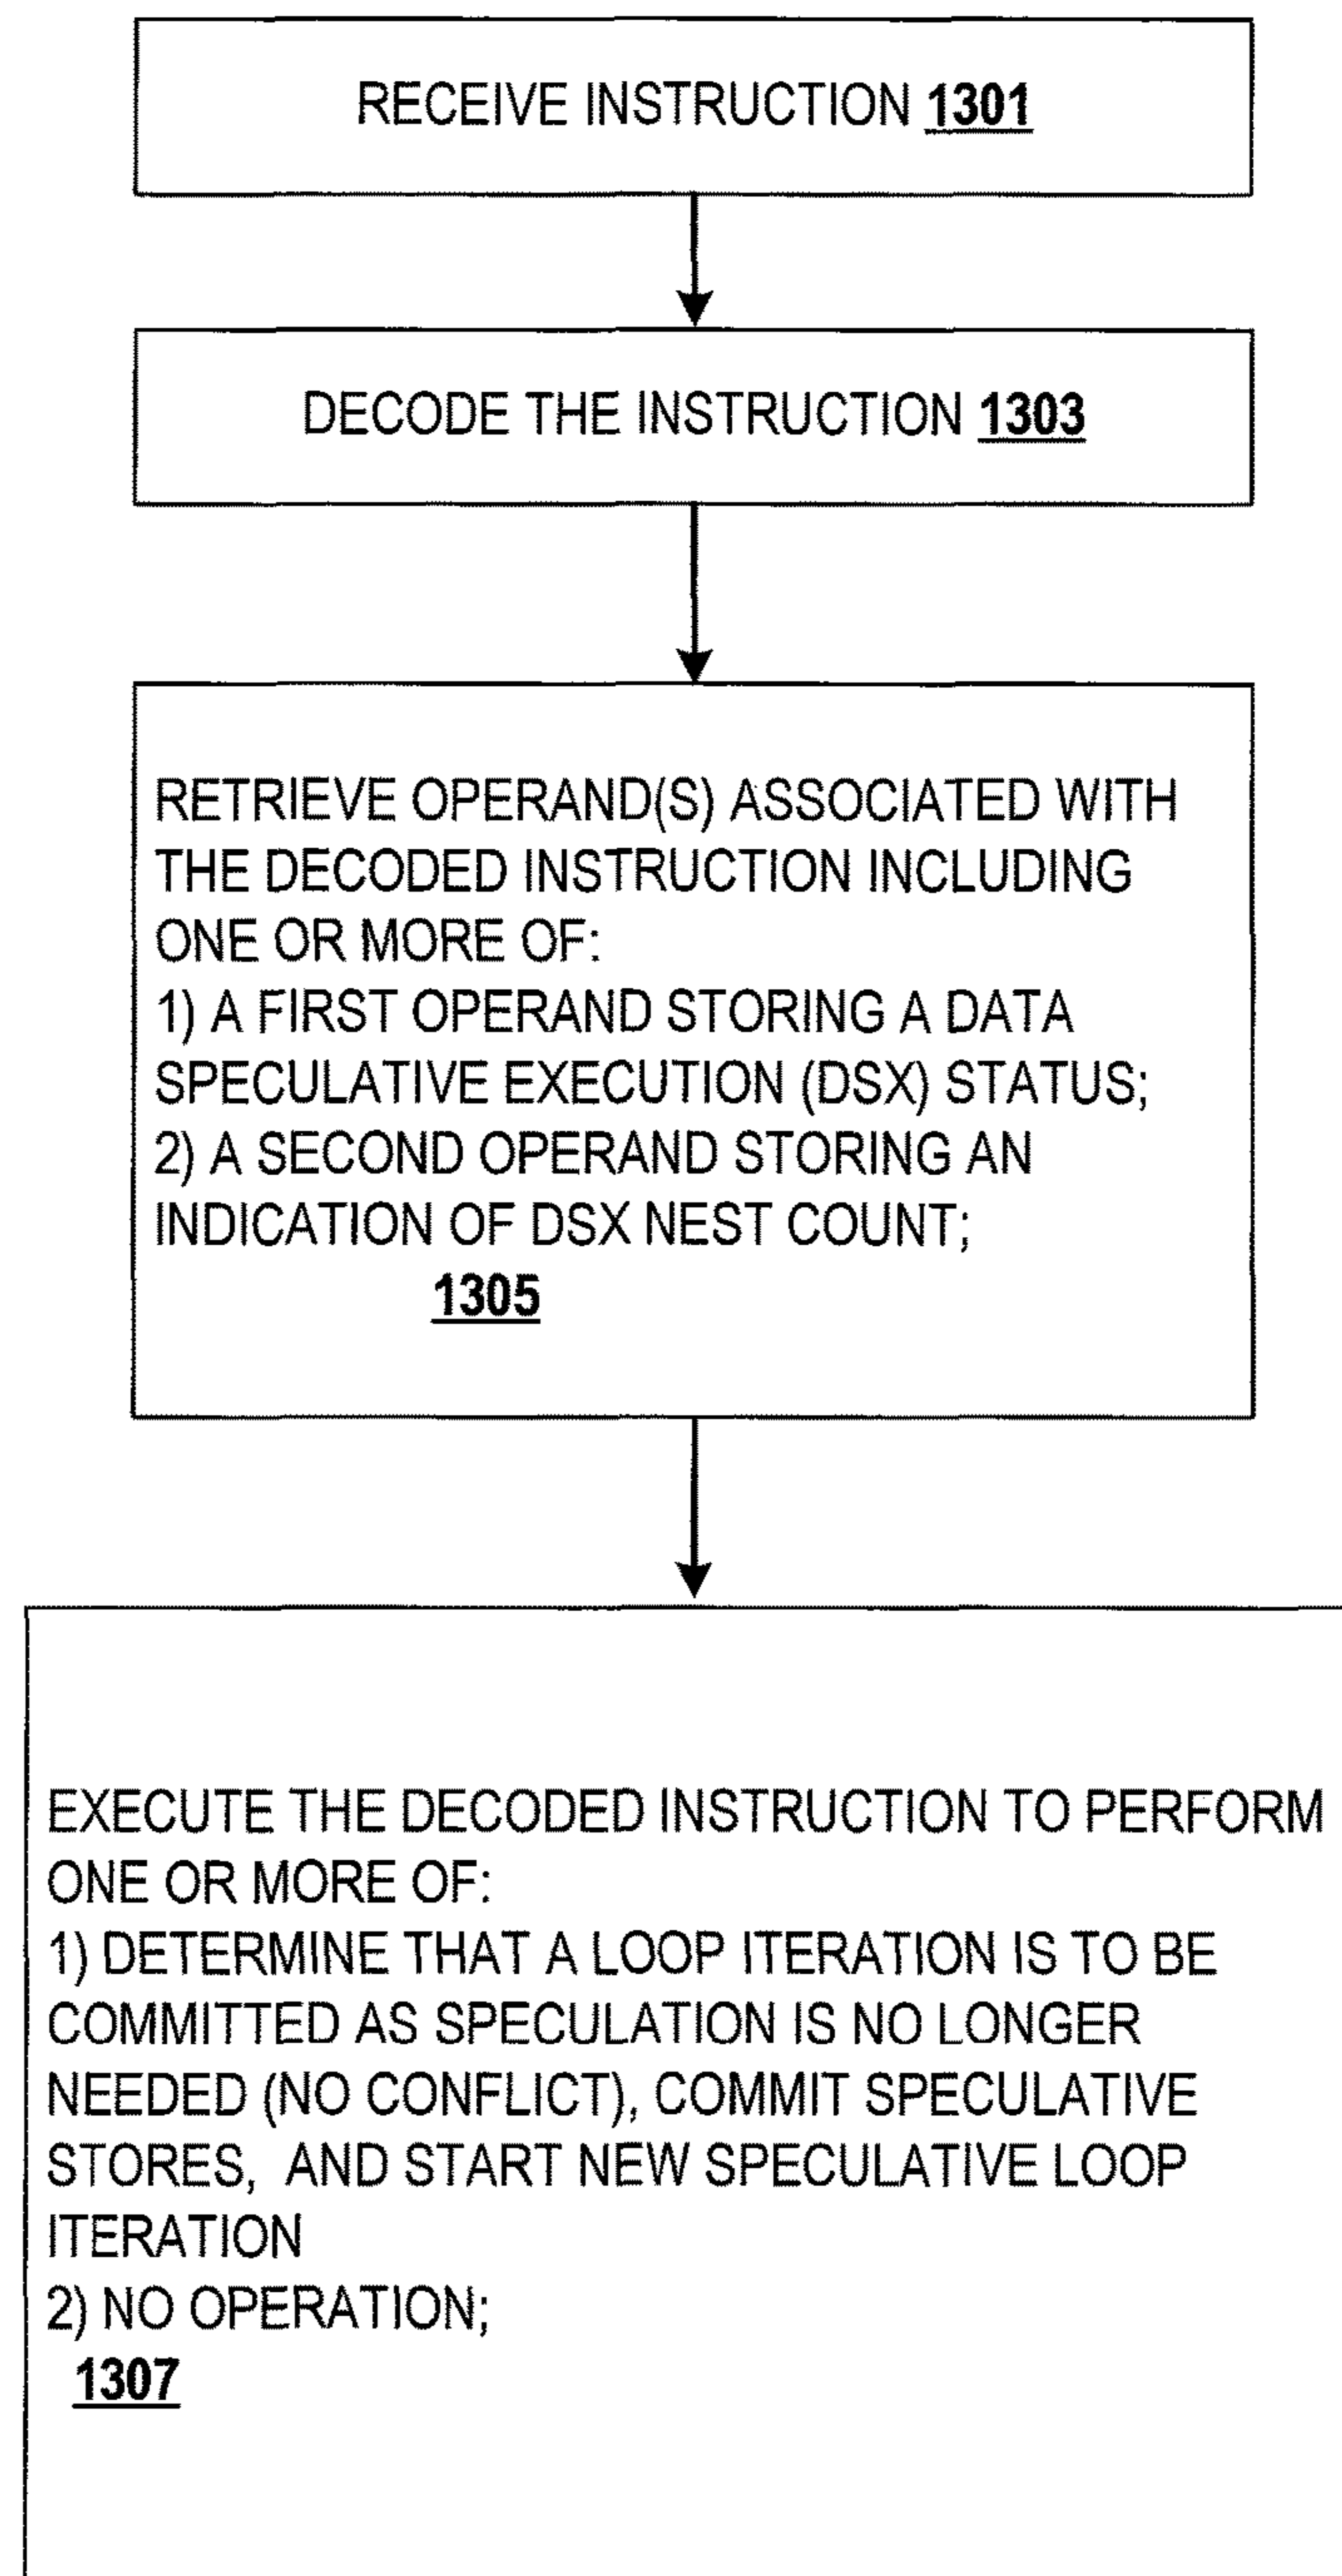 RECEIVE INSTRUCTION 1301
DECODE THE INSTRUCTION 1303
RETRIEVE OPERAND(S) ASSOCIATED WITH
THE DECODED INSTRUCTION INCLUDING
ONE OR MORE OF:
1) A FIRST OPERAND STORING A DATA
SPECULATIVE EXECUTION (DSX) STATUS;
2) A SECOND OPERAND STORING AN
INDICATION OF DSX NEST COUNT;
1305
EXECUTE THE DECODED INSTRUCTION TO PERFORM
ONE OR MORE OF:
1) DETERMINE THAT A LOOP ITERATION IS TO BE
COMMITTED AS SPECULATION IS NO LONGER
NEEDED (NO CONFLICT), COMMIT SPECULATIVE
STORES, AND START NEW SPECULATIVE LOOP
ITERATION
2) NO OPERATION;
1307